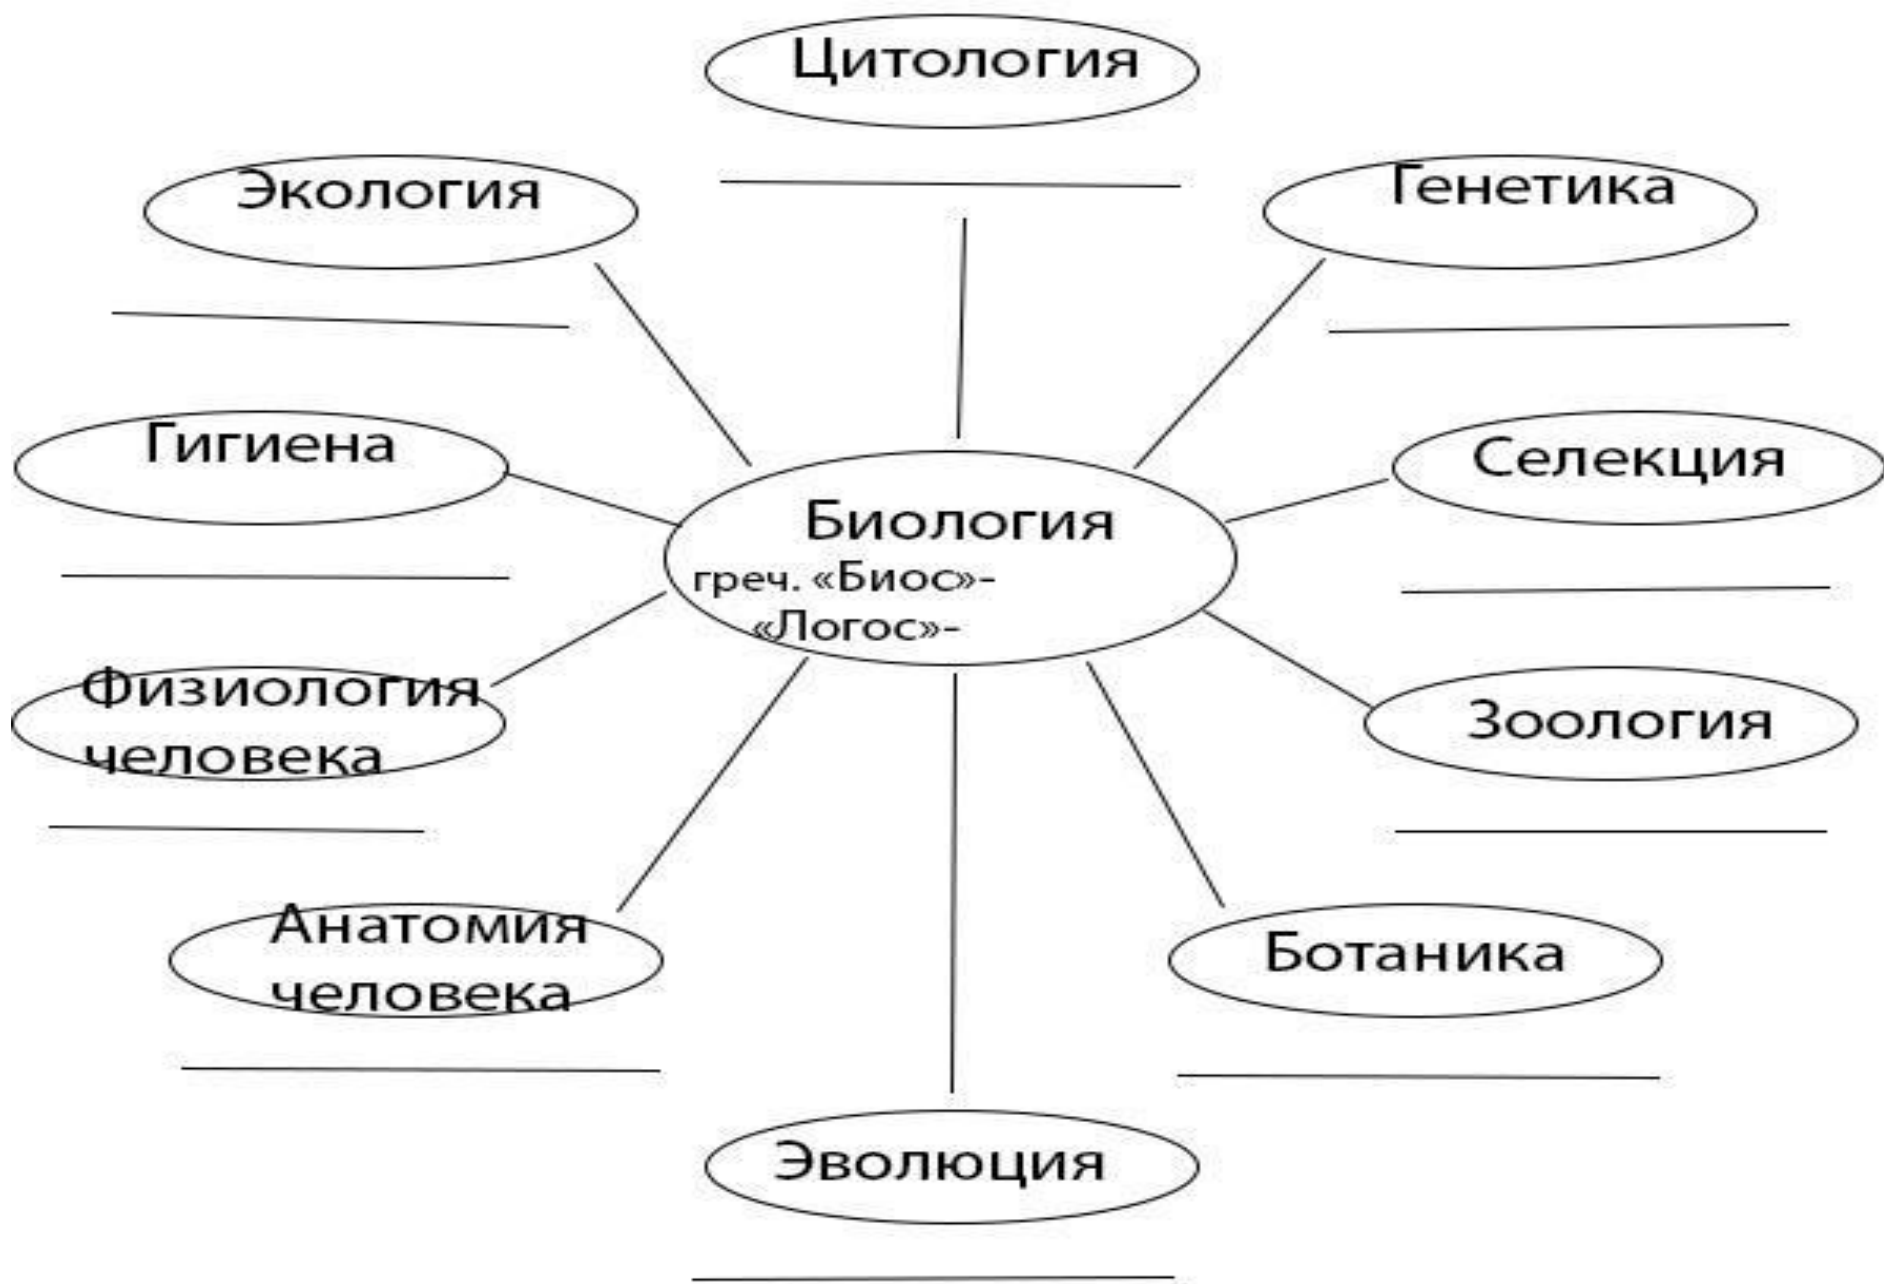 Цитология
Экология
Генетика
Гигиена
Селекция
Биология
греч. «Биос»-
«Логос»-
Физиология
человека
Зоология
Анатомия
человека
Ботаника
Эволюция